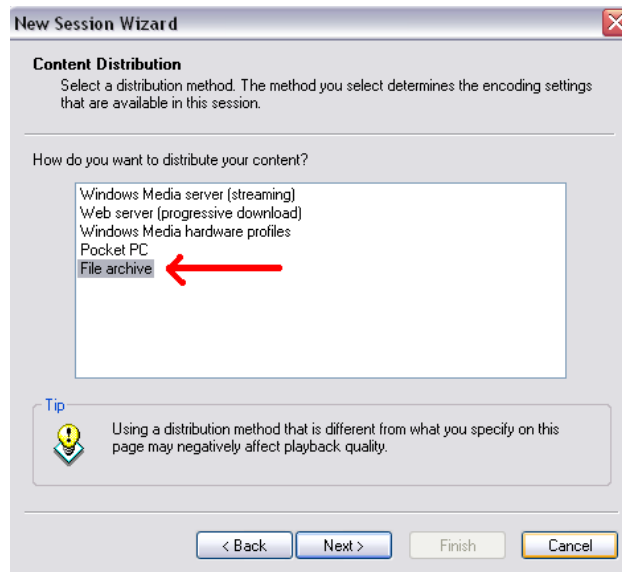 New Session Wizard
Content Distribution
Select a distribution method. The method you select determines the encoding settings
that are available in this session.
How do you want to distribute your content?
Windows Media server (streaming)
Web server (progressive download)
Windows Media hardware profiles
Pocket PC
File archive
Tip
Using a distribution method that is different from what you specify on this
page may negatively affect playback quality.
< Back Next > Finish Cancel